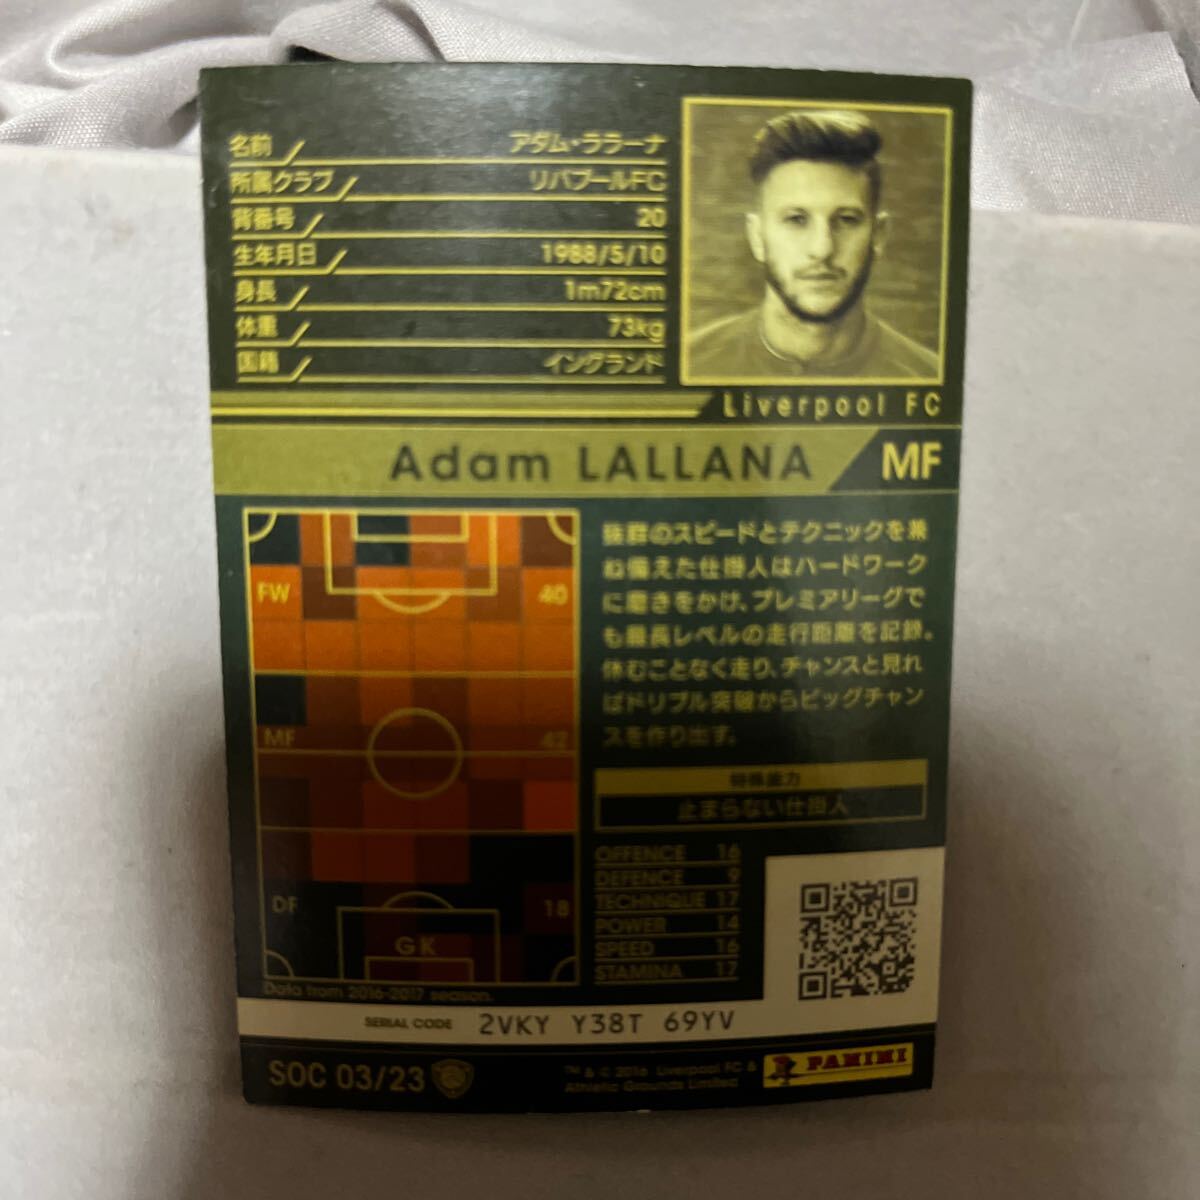 名前 アダム・ララーナ
所属クラブ リバプールFC
背番号 20
生年月日 1988/5/10
身長 1m72cm
体重 73kg
国籍 イングランド
Liverpool FC
Adam LALLANA MF
FW 40
MF 42
DF 18
GK
Data from 2016-2017 season.
抜群のスピードとテクニックを兼
ね備えた仕掛人はハードワーク
に磨きをかけ、プレミアリーグで
も最長レベルの走行距離を記録。
休むことなく走り、チャンスと見れ
ばドリブル突破からビッグチャン
スを作り出す。
特殊能力
止まらない仕掛人
OFFENCE 16
DEFENCE 9
TECHNIQUE 17
POWER 14
SPEED 16
STAMINA 17
SERIAL CODE 2VKY Y38T 69YV
SOC 03/23
™ & © 2016 Liverpool FC &
Athletic Grounds Limited
PANINI